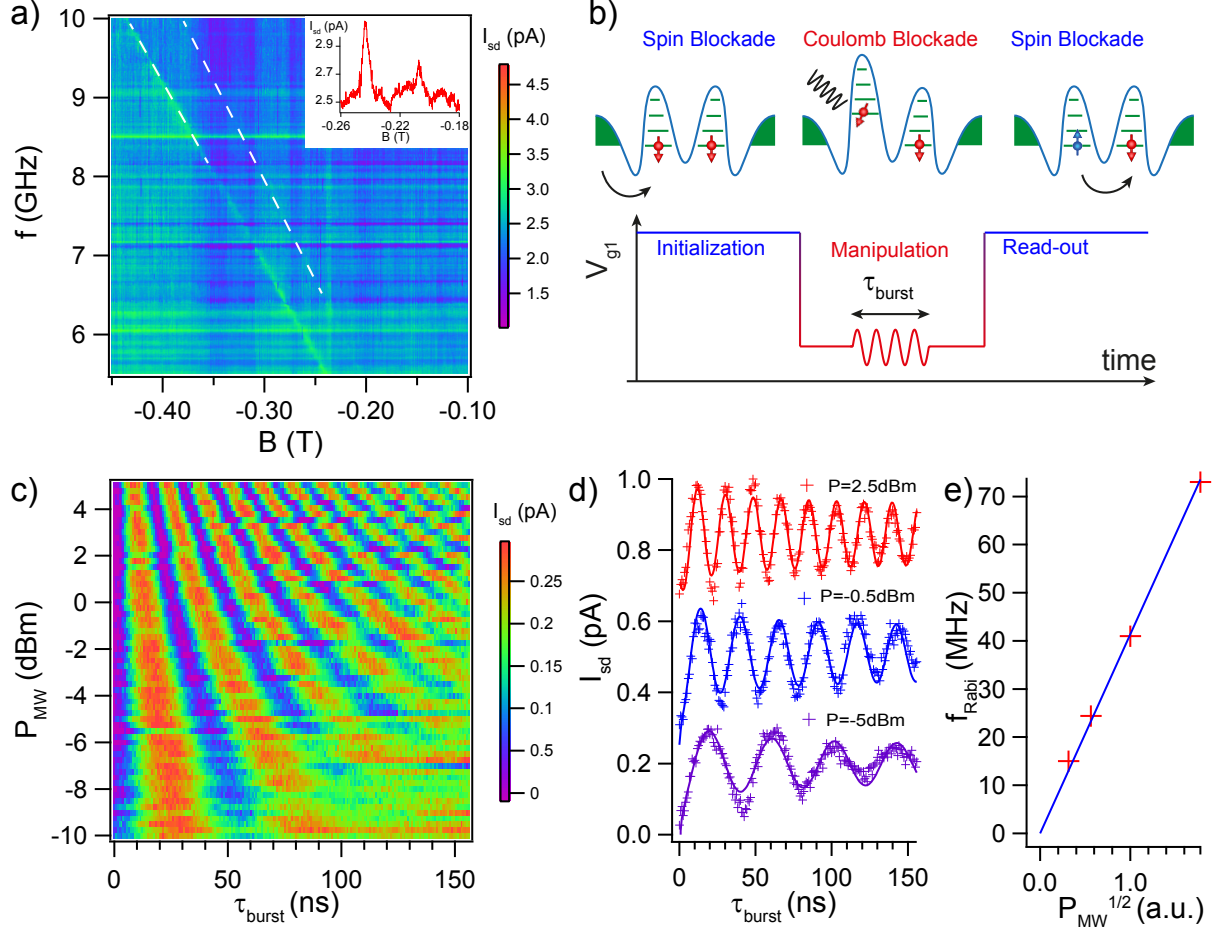 a)
I_sd (pA)
2.9
2.7
2.5
-0.26
-0.22
-0.18
B (T)
I_sd (pA)
4.5
4.0
3.5
3.0
2.5
2.0
1.5
10
9
8
7
6
f (GHz)
-0.40
-0.30
-0.20
-0.10
B (T)
b)
Spin Blockade
Coulomb Blockade
Spin Blockade
V_g1
Initialization
Manipulation
Read-out
τ_burst
time
c)
I_sd (pA)
0.25
0.20
0.15
0.1
0.05
0
4
2
0
-2
-4
-6
-8
-10
P_MW (dBm)
0
50
100
150
τ_burst (ns)
d)
1.0
0.8
0.6
0.4
0.2
0.0
I_sd (pA)
P=2.5dBm
P=-0.5dBm
P=-5dBm
0
50
100
150
τ_burst (ns)
e)
70
60
50
40
30
20
10
0
f_Rabi (MHz)
0.0
1.0
P_MW^1/2 (a.u.)